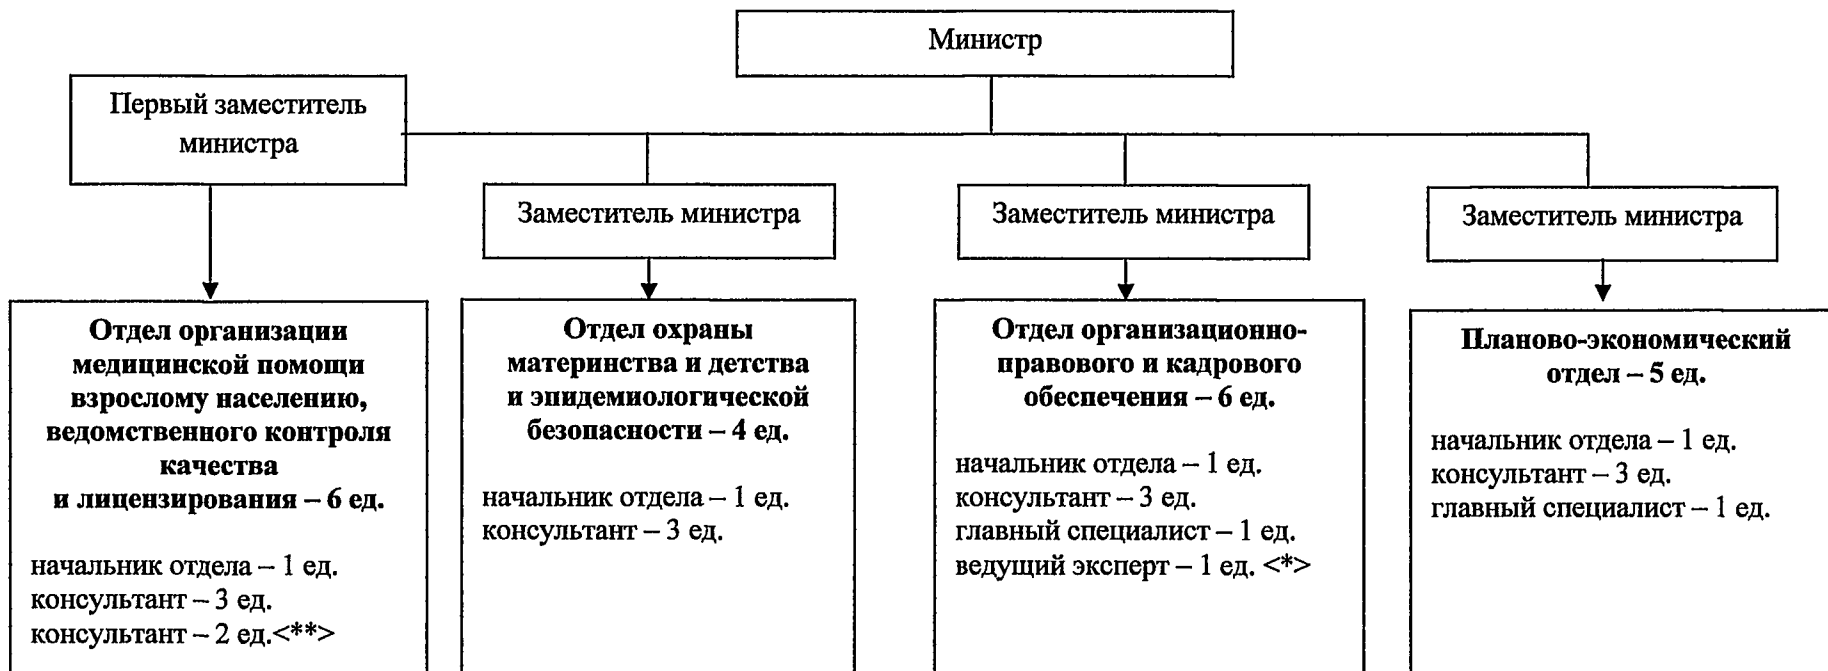 Министр
Первый заместитель
министра
Заместитель министра
Заместитель министра
Заместитель министра
Отдел организации
медицинской помощи
взрослому населению,
ведомственного контроля
качества
и лицензирования – 6 ед.
начальник отдела – 1 ед.
консультант – 3 ед.
консультант – 2 ед.<**>
Отдел охраны
материнства и детства
и эпидемиологической
безопасности – 4 ед.
начальник отдела – 1 ед.
консультант – 3 ед.
Отдел организационно-
правового и кадрового
обеспечения – 6 ед.
начальник отдела – 1 ед.
консультант – 3 ед.
главный специалист – 1 ед.
ведущий эксперт – 1 ед. <*>
Планово-экономический
отдел – 5 ед.
начальник отдела – 1 ед.
консультант – 3 ед.
главный специалист – 1 ед.